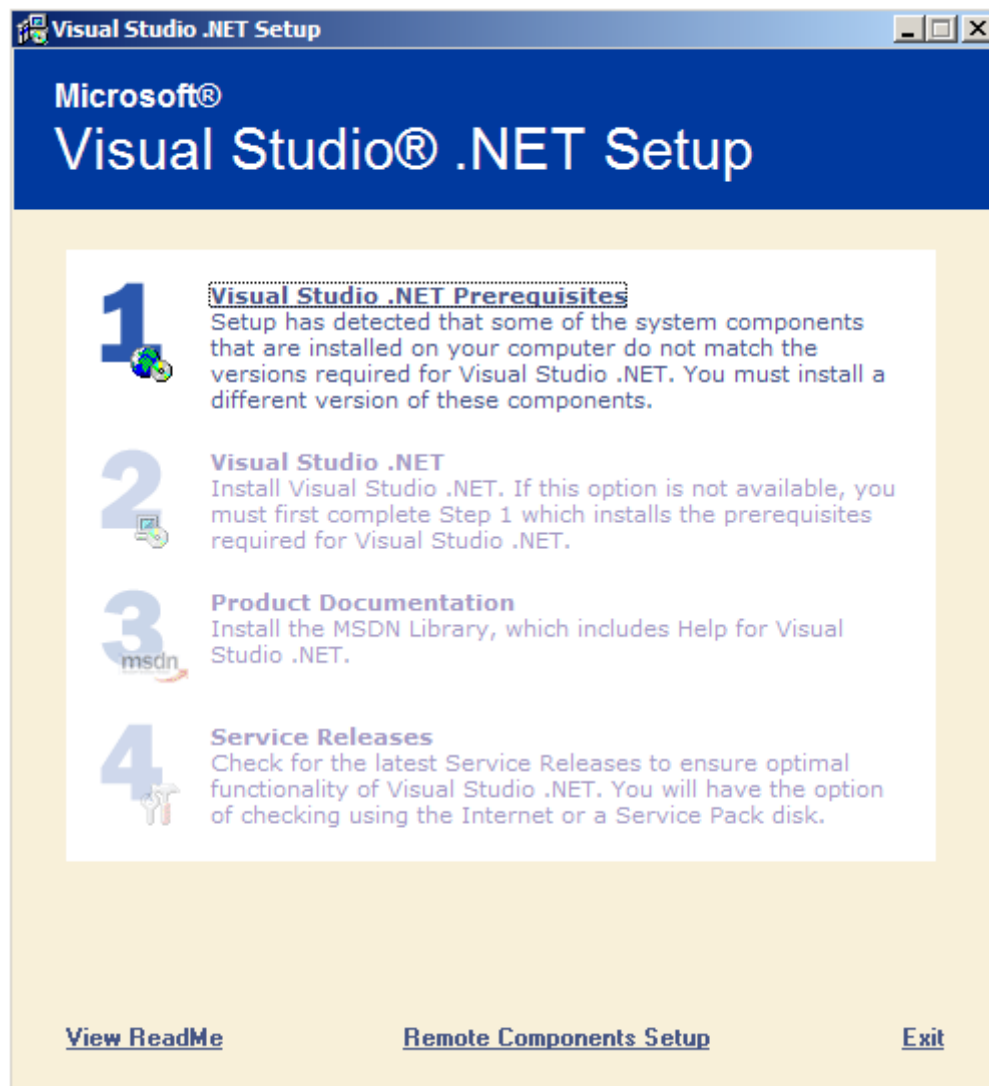 Visual Studio .NET Setup
Microsoft®
Visual Studio® .NET Setup
1
Visual Studio .NET Prerequisites
Setup has detected that some of the system components
that are installed on your computer do not match the
versions required for Visual Studio .NET. You must install a
different version of these components.
2
Visual Studio .NET
Install Visual Studio .NET. If this option is not available, you
must first complete Step 1 which installs the prerequisites
required for Visual Studio .NET.
3
msdn
Product Documentation
Install the MSDN Library, which includes Help for Visual
Studio .NET.
4
Service Releases
Check for the latest Service Releases to ensure optimal
functionality of Visual Studio .NET. You will have the option
of checking using the Internet or a Service Pack disk.
View ReadMe
Remote Components Setup
Exit